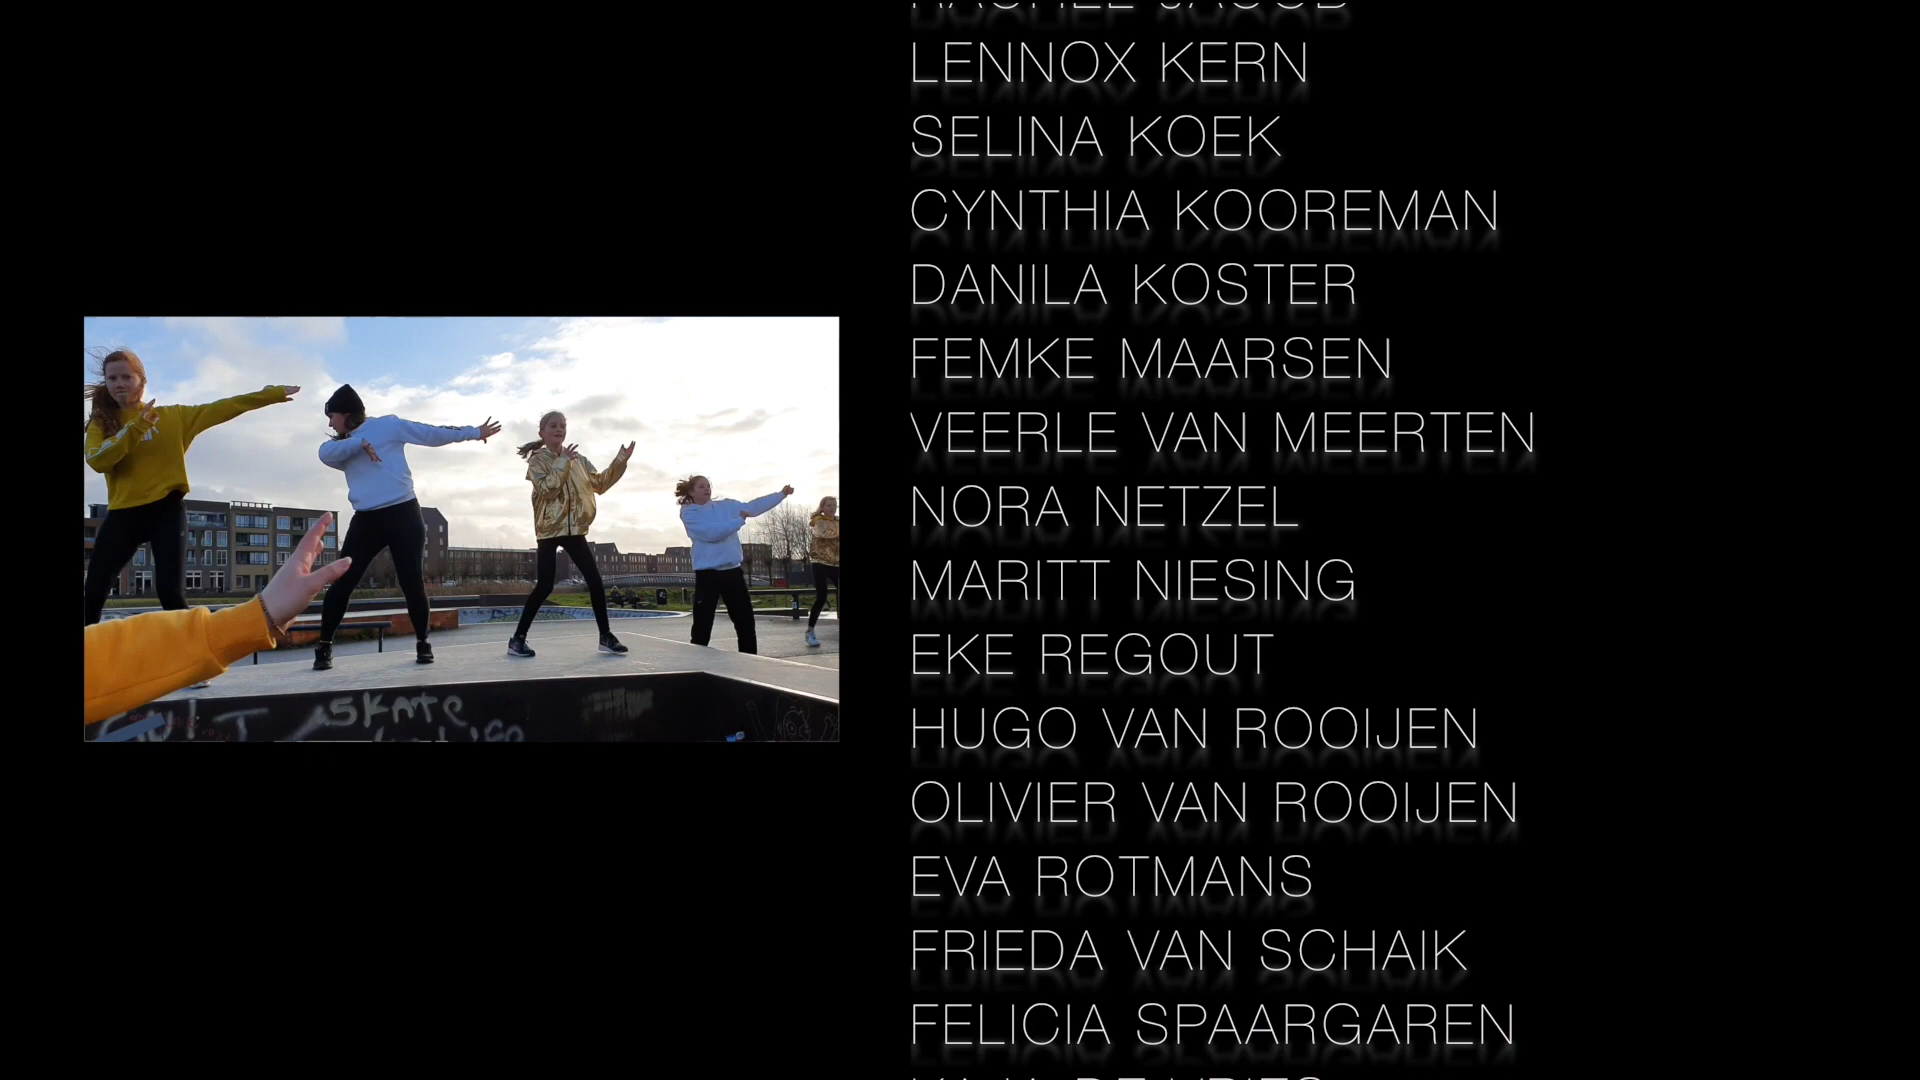 LENNOX KERN
SELINA KOEK
CYNTHIA KOOREMAN
DANILA KOSTER
FEMKE MAARSEN
VEERLE VAN MEERTEN
NORA NETZEL
MARITT NIESING
EKE REGOUT
HUGO VAN ROOIJEN
OLIVIER VAN ROOIJEN
EVA ROTMANS
FRIEDA VAN SCHAIK
FELICIA SPAARGAREN
SKATE